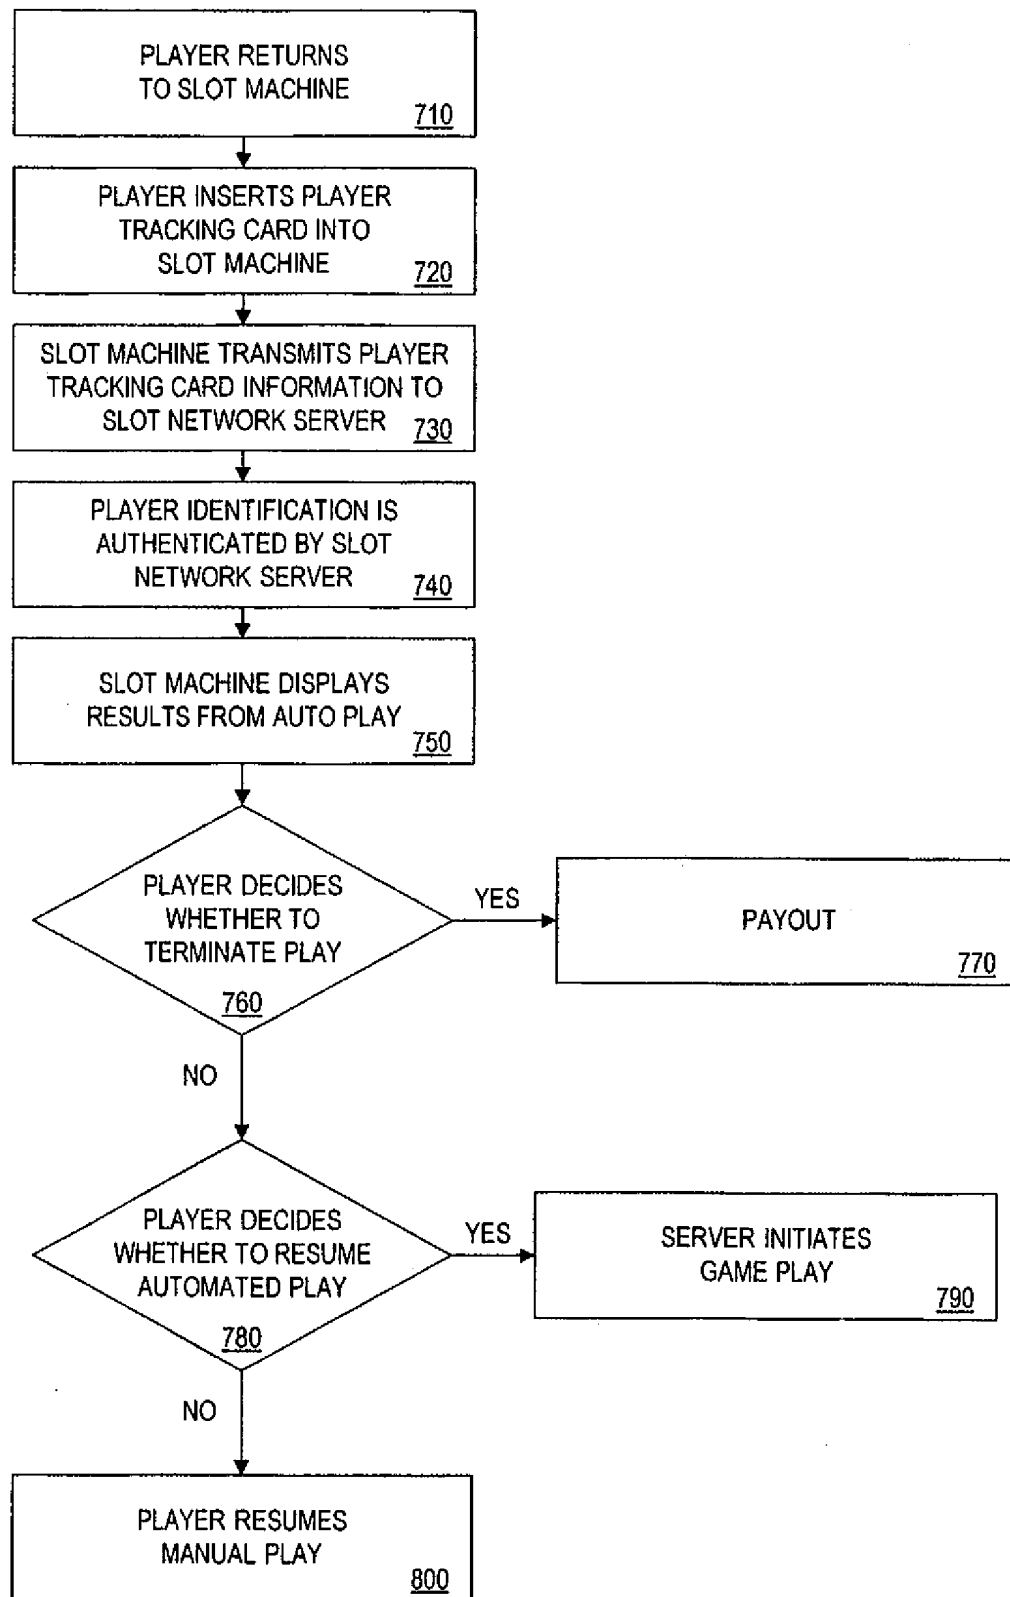 PLAYER RETURNS
TO SLOT MACHINE
710
PLAYER INSERTS PLAYER
TRACKING CARD INTO
SLOT MACHINE
720
SLOT MACHINE TRANSMITS PLAYER
TRACKING CARD INFORMATION TO
SLOT NETWORK SERVER
730
PLAYER IDENTIFICATION IS
AUTHENTICATED BY SLOT
NETWORK SERVER
740
SLOT MACHINE DISPLAYS
RESULTS FROM AUTO PLAY
750
PLAYER DECIDES
WHETHER TO
TERMINATE PLAY
760
YES
PAYOUT
770
NO
PLAYER DECIDES
WHETHER TO RESUME
AUTOMATED PLAY
780
YES
SERVER INITIATES
GAME PLAY
790
NO
PLAYER RESUMES
MANUAL PLAY
800